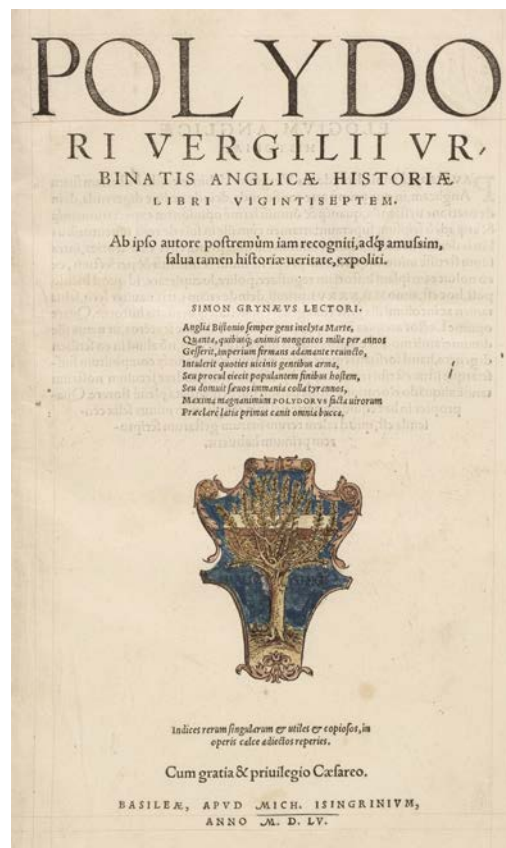 POLYDO
RI VERGILII VR-
BINATIS ANGLICÆ HISTORIÆ
LIBRI VIGINTISEPTEM.
Ab ipso autore postremùm iam recogniti, adq́ꝫ amussim,
salua tamen historiæ ueritate, expoliti.
SIMON GRYNÆVS LECTORI.
Anglia Bistonio semper gens inclyta Marte,
Quanta, quibusq́ꝫ animis nongentos mille per annos
Gesserit, imperium firmans adamante reuincto,
Intulerit quoties uicinis gentibus arma,
Seu procul eiecit populantem finibus hostem,
Seu domuit sæuos immania colla tyrannos,
Maxima magnanimûm POLYDORVS facta uirorum
Præclarè latia primus canit omnia bucca.
Indices rerum singularum & utiles & copiosos, in
operis calce adiectos reperies.
Cum gratia & priuilegio Cæsareo.
BASILEÆ, APVD MICH. ISINGRINIVM,
ANNO M. D. LV.